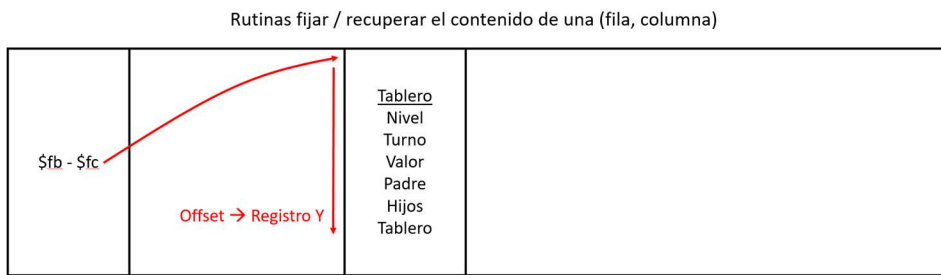 Rutinas fijar / recuperar el contenido de una (fila, columna)
$fb - $fc
Offset → Registro Y
Tablero
Nivel
Turno
Valor
Padre
Hijos
Tablero